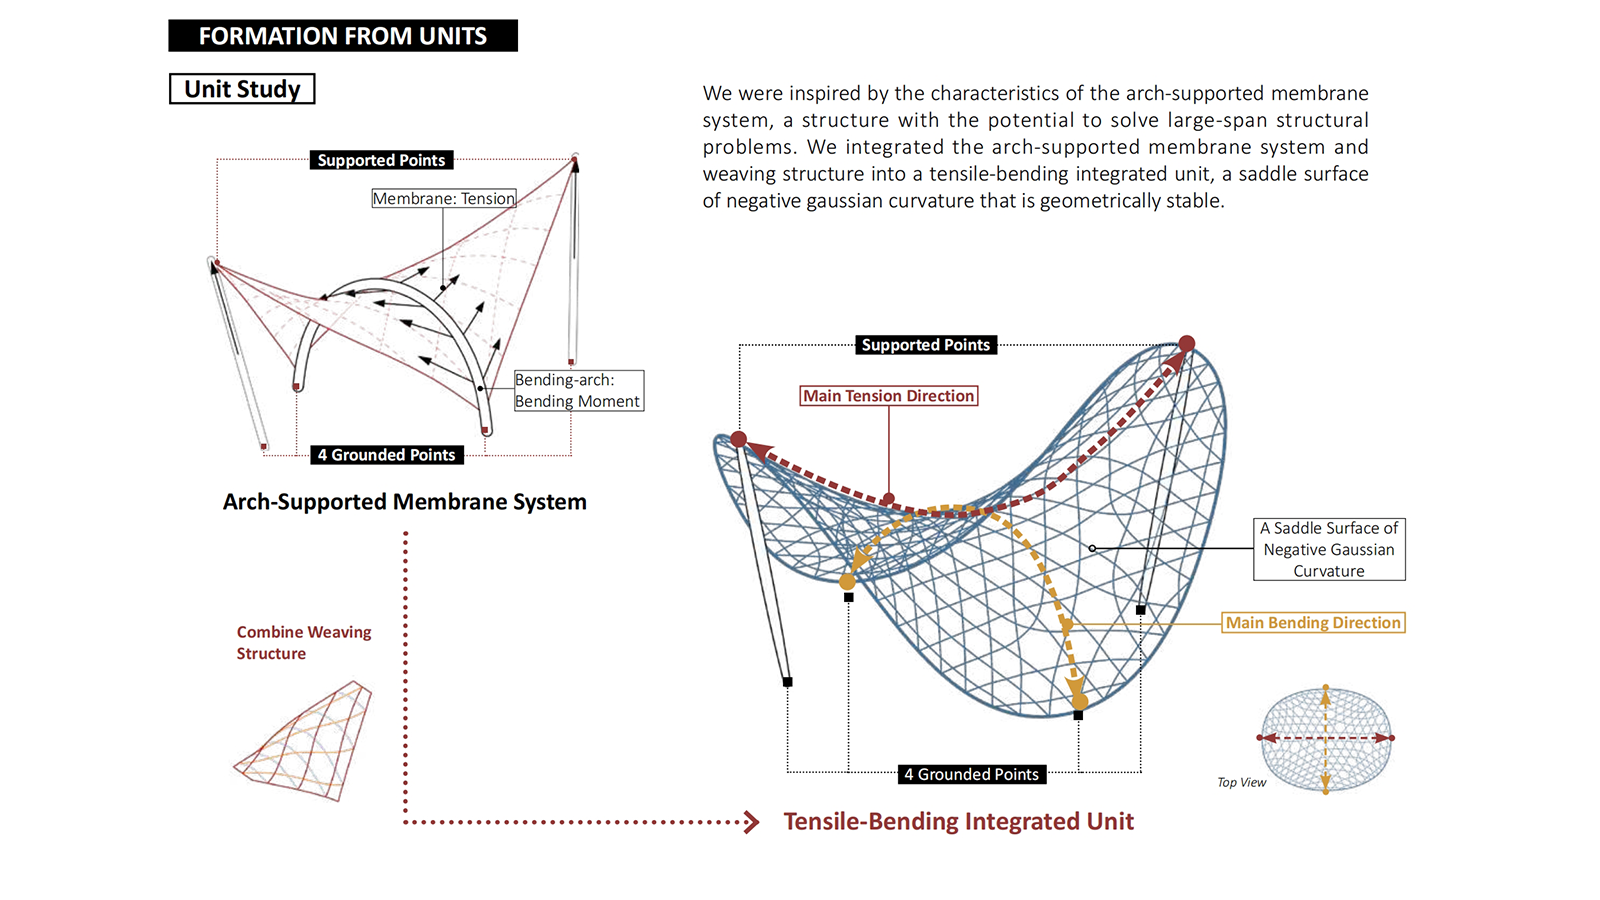 FORMATION FROM UNITS
Unit Study
We were inspired by the characteristics of the arch-supported membrane
system, a structure with the potential to solve large-span structural
problems. We integrated the arch-supported membrane system and
weaving structure into a tensile-bending integrated unit, a saddle surface
of negative gaussian curvature that is geometrically stable.
Supported Points
Membrane: Tension
Bending-arch:
Bending Moment
4 Grounded Points
Arch-Supported Membrane System
Combine Weaving
Structure
Supported Points
Main Tension Direction
A Saddle Surface of
Negative Gaussian
Curvature
Main Bending Direction
4 Grounded Points
Top View
Tensile-Bending Integrated Unit